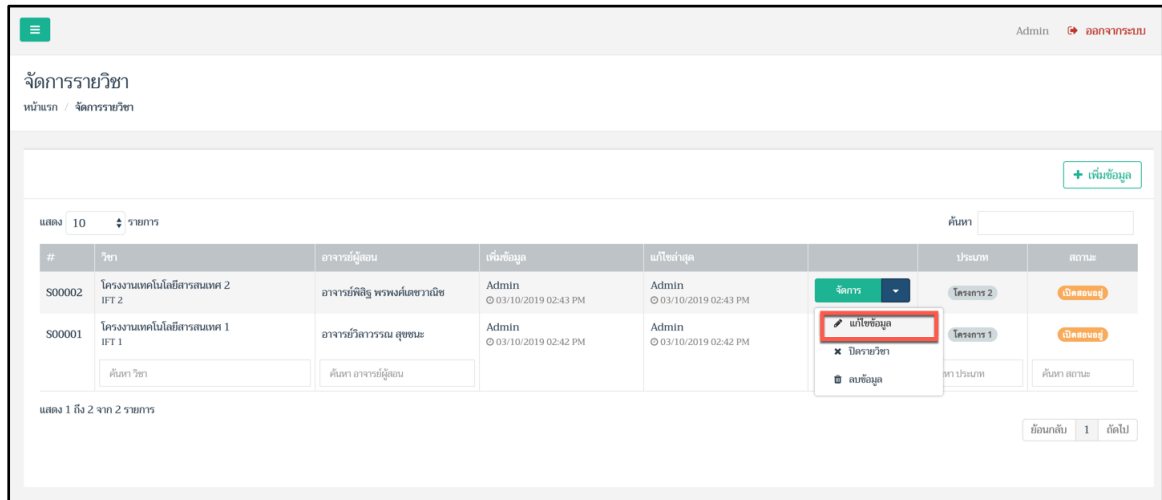 Admin ออกจากระบบ
จัดการรายวิชา
หน้าแรก / จัดการรายวิชา
+ เพิ่มข้อมูล
แสดง 10 รายการ ค้นหา
# วิชา อาจารย์ผู้สอน เพิ่มข้อมูล แก้ไขล่าสุด ประเภท สถานะ
S00002 โครงงานเทคโนโลยีสารสนเทศ 2 อาจารย์พิสิฐ พรพงศ์เตชวาณิช Admin Admin จัดการ โครงการ 2 เปิดสอนอยู่
IFT 2 03/10/2019 02:43 PM 03/10/2019 02:43 PM
แก้ไขข้อมูล
S00001 โครงงานเทคโนโลยีสารสนเทศ 1 อาจารย์วิลาวรรณ สุขชนะ Admin Admin โครงการ 1 เปิดสอนอยู่
IFT 1 03/10/2019 02:42 PM 03/10/2019 02:42 PM
ปิดรายวิชา
ค้นหา วิชา ค้นหา อาจารย์ผู้สอน ลบข้อมูล หา ประเภท ค้นหา สถานะ
แสดง 1 ถึง 2 จาก 2 รายการ
ย้อนกลับ 1 ถัดไป